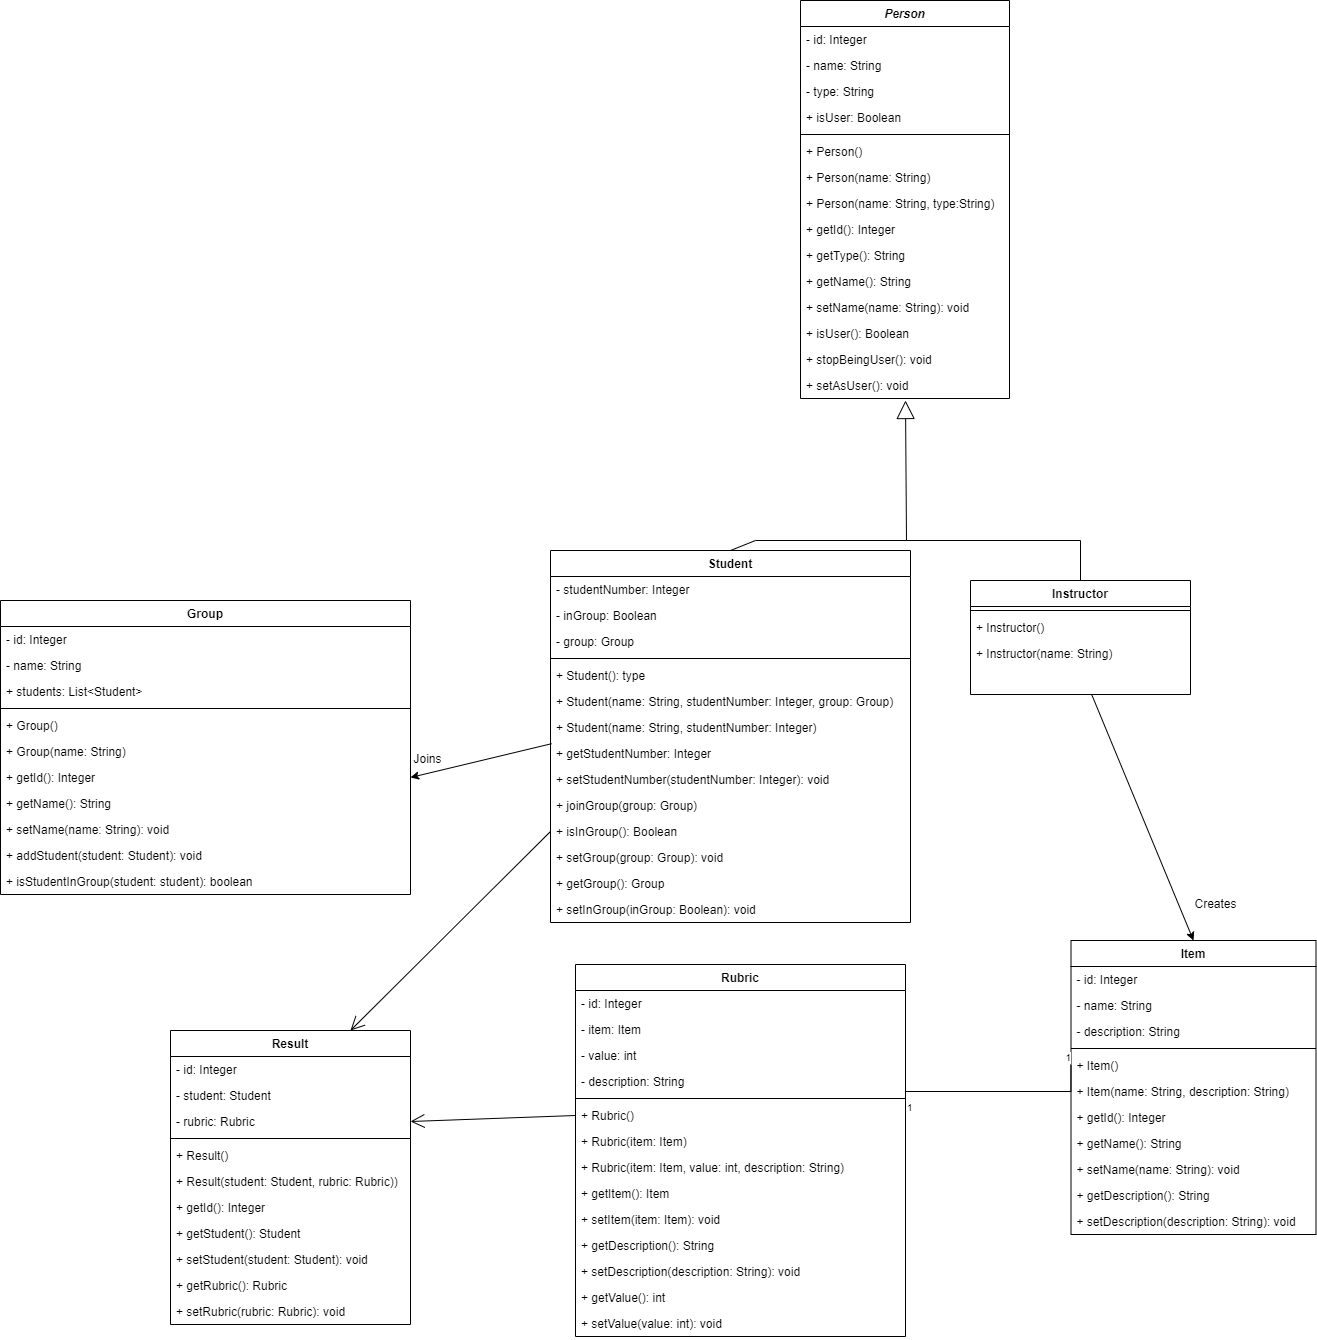 Person
- id: Integer
- name: String
- type: String
+ isUser: Boolean
+ Person()
+ Person(name: String)
+ Person(name: String, type:String)
+ getId(): Integer
+ getType(): String
+ getName(): String
+ setName(name: String): void
+ isUser(): Boolean
+ stopBeingUser(): void
+ setAsUser(): void
Student
- studentNumber: Integer
- inGroup: Boolean
- group: Group
+ Student(): type
+ Student(name: String, studentNumber: Integer, group: Group)
+ Student(name: String, studentNumber: Integer)
+ getStudentNumber: Integer
+ setStudentNumber(studentNumber: Integer): void
+ joinGroup(group: Group)
+ isInGroup(): Boolean
+ setGroup(group: Group): void
+ getGroup(): Group
+ setInGroup(inGroup: Boolean): void
Instructor
+ Instructor()
+ Instructor(name: String)
Group
- id: Integer
- name: String
+ students: List<Student>
+ Group()
+ Group(name: String)
+ getId(): Integer
+ getName(): String
+ setName(name: String): void
+ addStudent(student: Student): void
+ isStudentInGroup(student: student): boolean
Joins
Creates
Item
- id: Integer
- name: String
- description: String
+ Item()
+ Item(name: String, description: String)
+ getId(): Integer
+ getName(): String
+ setName(name: String): void
+ getDescription(): String
+ setDescription(description: String): void
1
1
Rubric
- id: Integer
- item: Item
- value: int
- description: String
+ Rubric()
+ Rubric(item: Item)
+ Rubric(item: Item, value: int, description: String)
+ getItem(): Item
+ setItem(item: Item): void
+ getDescription(): String
+ setDescription(description: String): void
+ getValue(): int
+ setValue(value: int): void
Result
- id: Integer
- student: Student
- rubric: Rubric
+ Result()
+ Result(student: Student, rubric: Rubric))
+ getId(): Integer
+ getStudent(): Student
+ setStudent(student: Student): void
+ getRubric(): Rubric
+ setRubric(rubric: Rubric): void